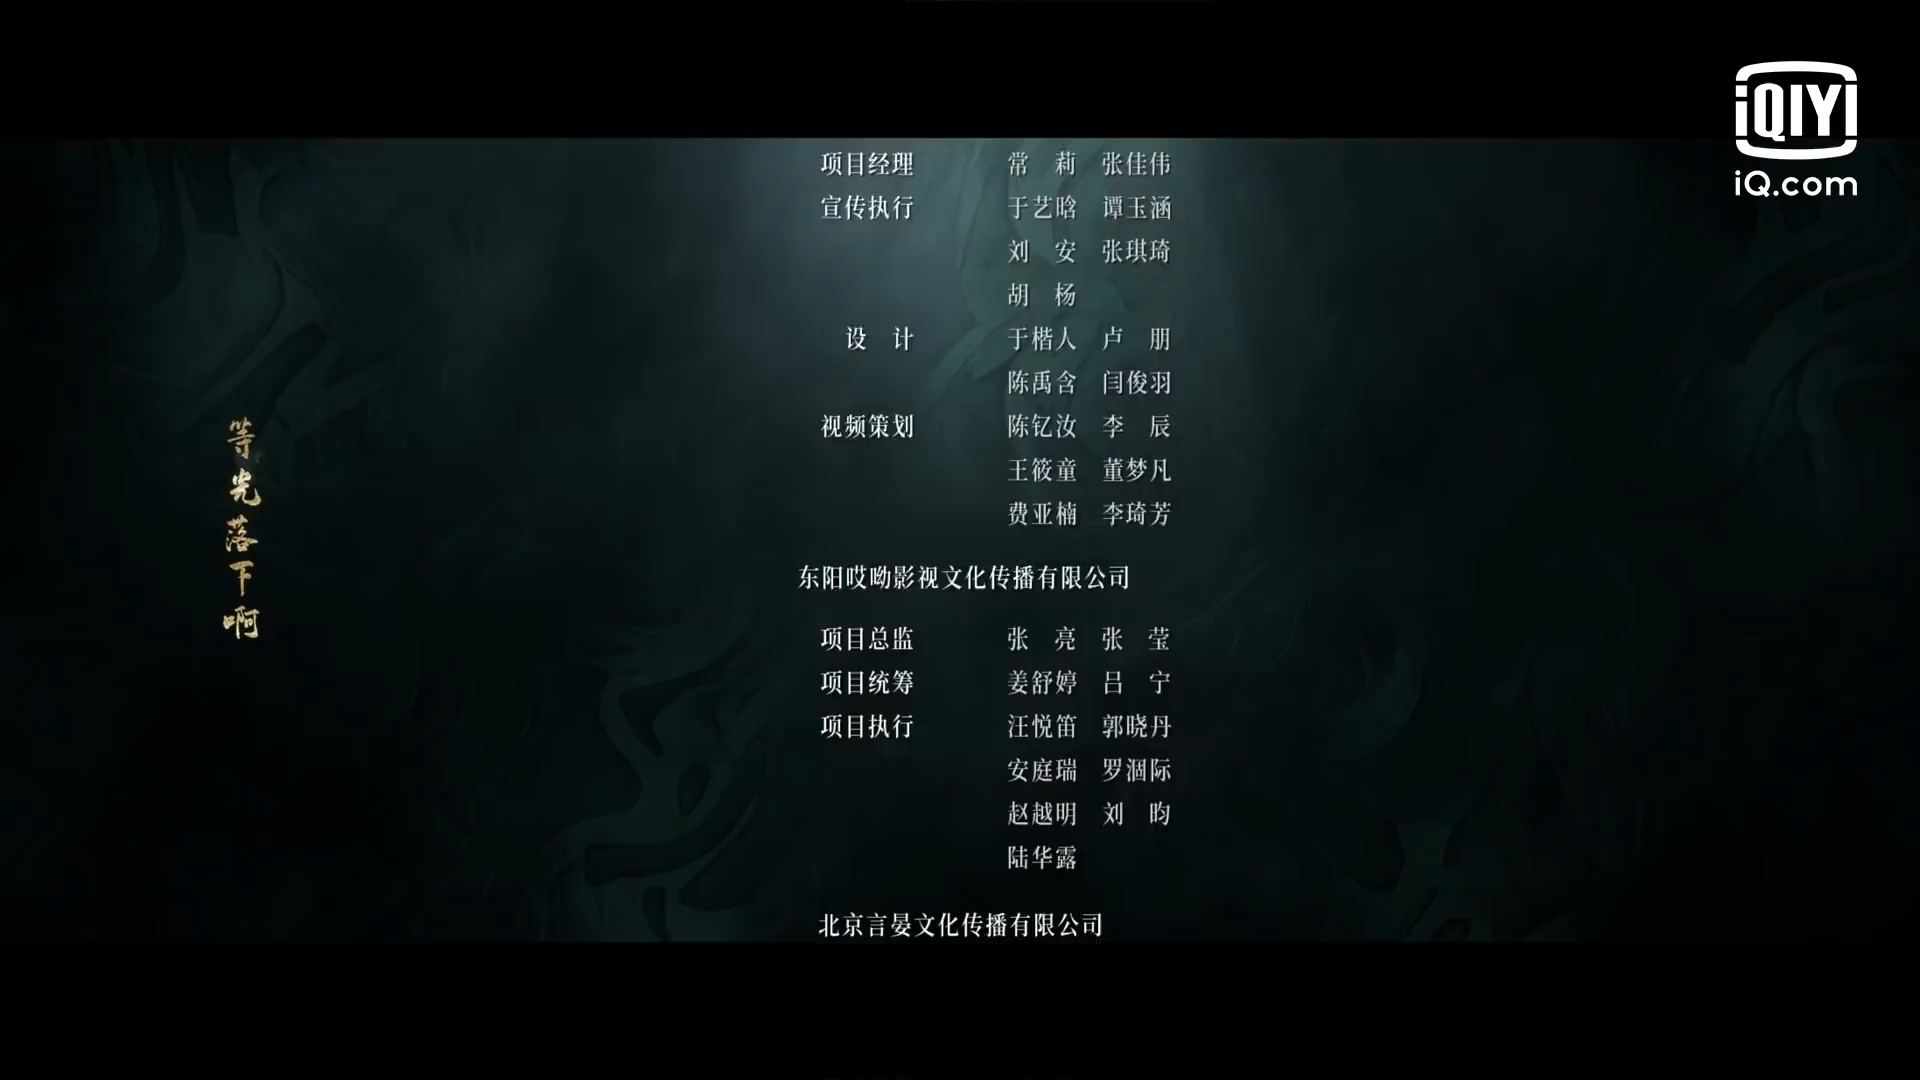 iQIYI
iQ.com
项目经理 常 莉 张佳伟
宣传执行 于艺晗 谭玉涵
刘 安 张琪琦
胡 杨
设 计 于楷人 卢 朋
陈禹含 闫俊羽
视频策划 陈钇汝 李 辰
王筱童 董梦凡
费亚楠 李琦芳
等光落下啊
东阳哎呦影视文化传播有限公司
项目总监 张 亮 张 莹
项目统筹 姜舒婷 吕 宁
项目执行 汪悦笛 郭晓丹
安庭瑞 罗涸际
赵越明 刘 昀
陆华露
北京言晏文化传播有限公司